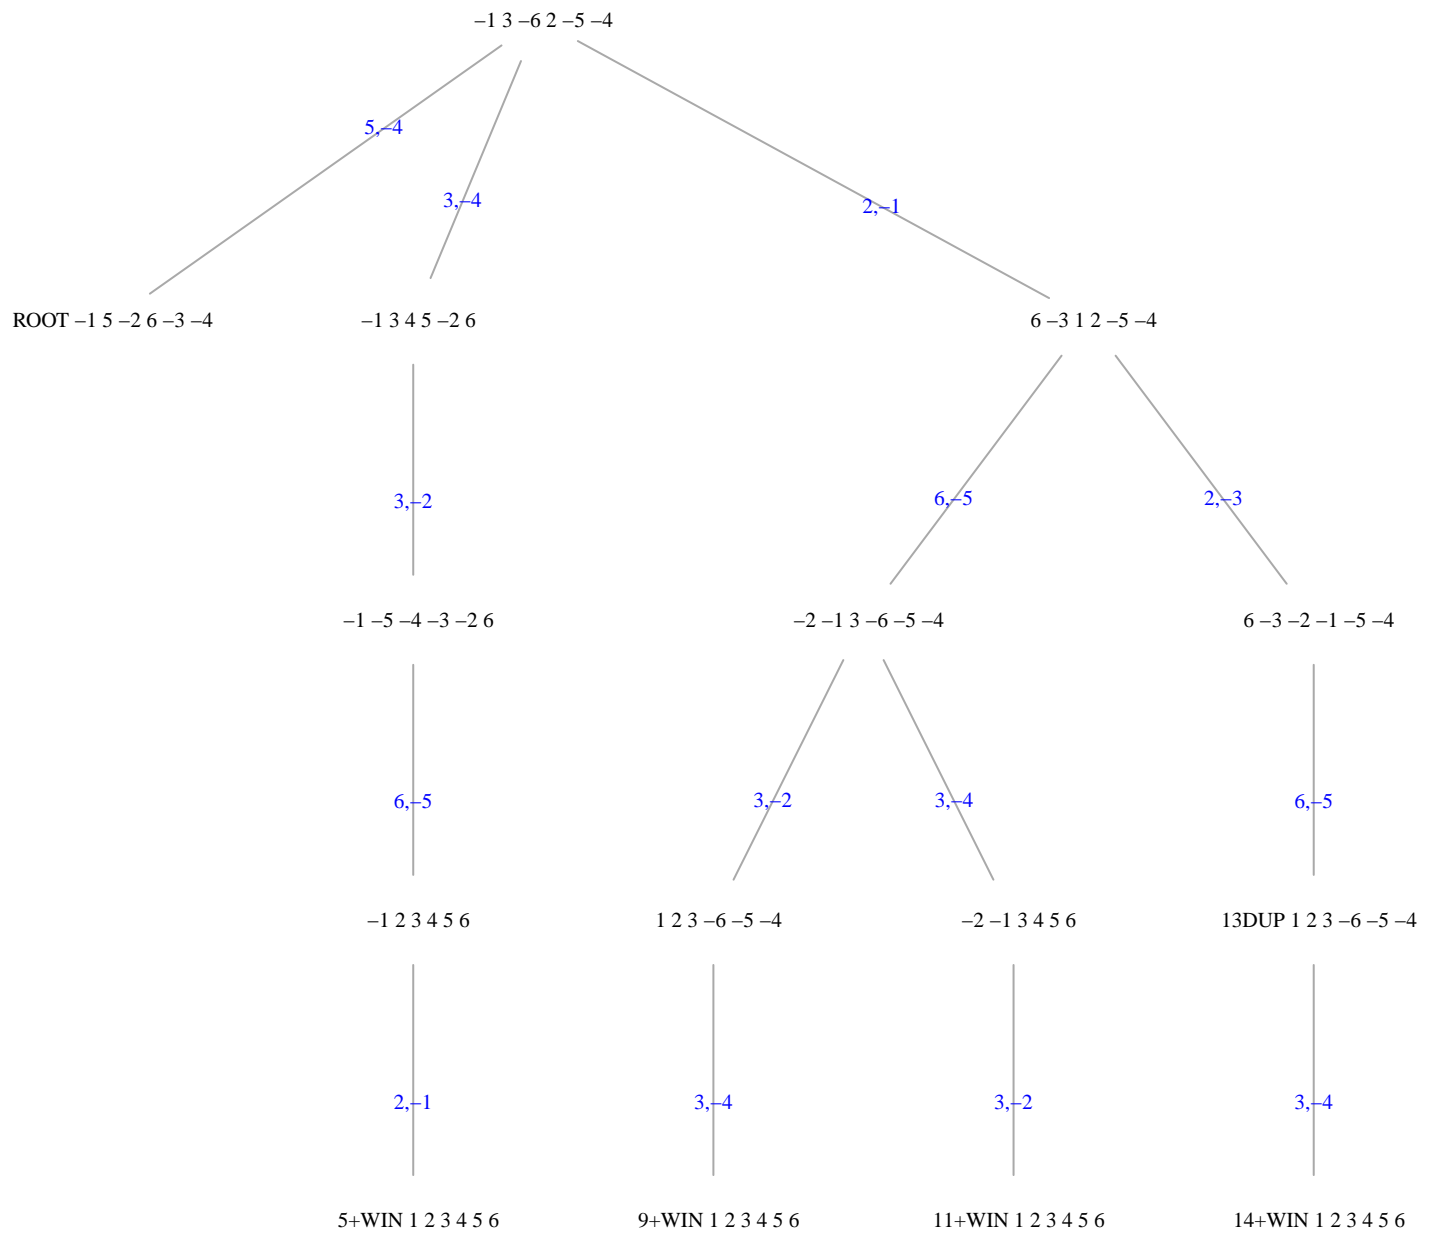 −1 3 −6 2 −5 −4
5,−4
3,−4
2,−1
ROOT −1 5 −2 6 −3 −4
−1 3 4 5 −2 6
6 −3 1 2 −5 −4
3,−2
6,−5
2,−3
−1 −5 −4 −3 −2 6
−2 −1 3 −6 −5 −4
6 −3 −2 −1 −5 −4
6,−5
3,−2
3,−4
6,−5
−1 2 3 4 5 6
1 2 3 −6 −5 −4
−2 −1 3 4 5 6
13DUP 1 2 3 −6 −5 −4
2,−1
3,−4
3,−2
3,−4
5+WIN 1 2 3 4 5 6
9+WIN 1 2 3 4 5 6
11+WIN 1 2 3 4 5 6
14+WIN 1 2 3 4 5 6